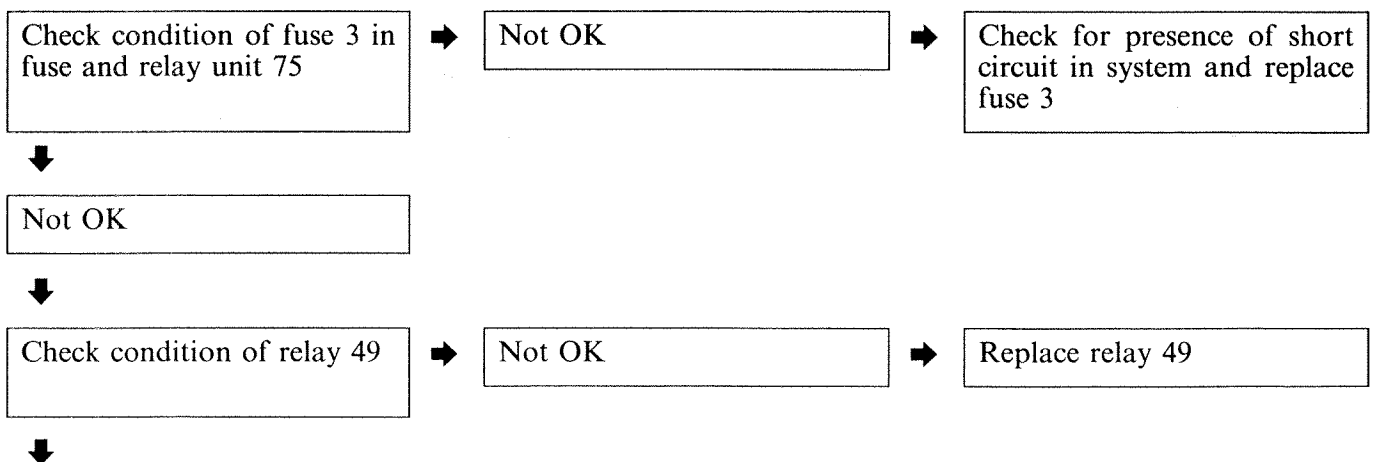 Check condition of fuse 3 in
fuse and relay unit 75
Not OK
Check for presence of short
circuit in system and replace
fuse 3
Not OK
Check condition of relay 49
Not OK
Replace relay 49